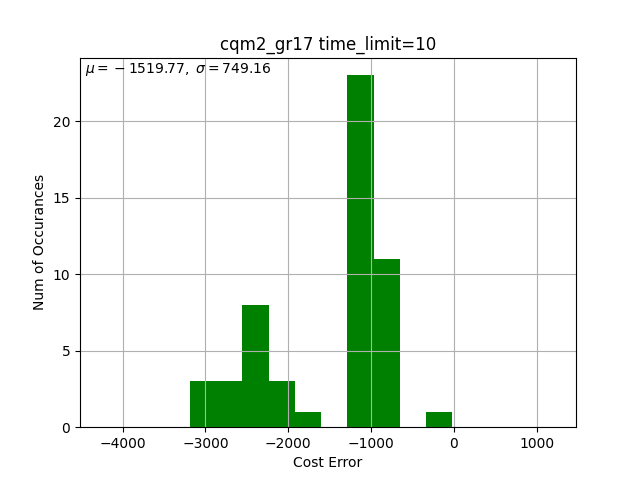 cqm2_gr17 time_limit=10
μ = −1519.77, σ = 749.16
20
15
10
5
0
Num of Occurances
−4000 −3000 −2000 −1000 0 1000
Cost Error